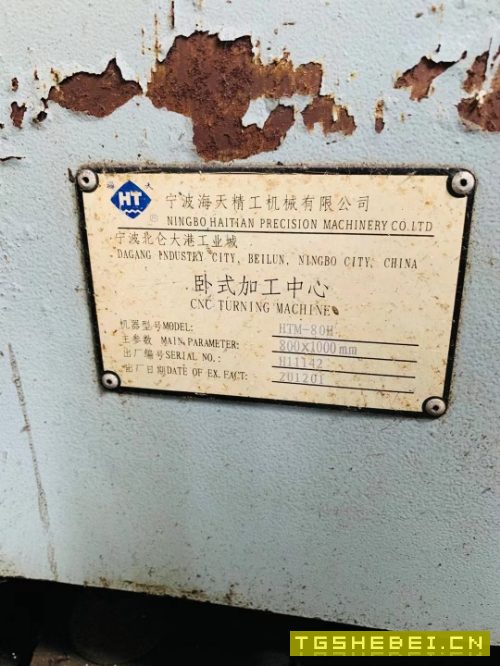 海天
HT
®
宁波海天精工机械有限公司
NINGBO HAITIAN PRECISION MACHINERY CO.LTD
宁波北仑大港工业城
DAGANG INDUSTRY CITY, BEILUN, NINGBO CITY, CHINA
卧式加工中心
CNC TURNING MACHINE
机器型号MODEL: HTM-80H
主参数 MAIN PARAMETER: 800×1000mm
出厂编号SERIAL NO.: H11142
出厂日期DATE OF EX. FACT: 201201
TGSHEBEI.CN